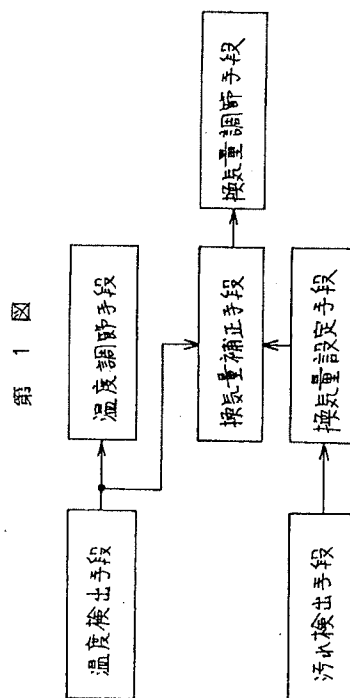 第 1 図
温度検出手段
温度調節手段
換気量補正手段
換気量調節手段
汚れ検出手段
換気量設定手段